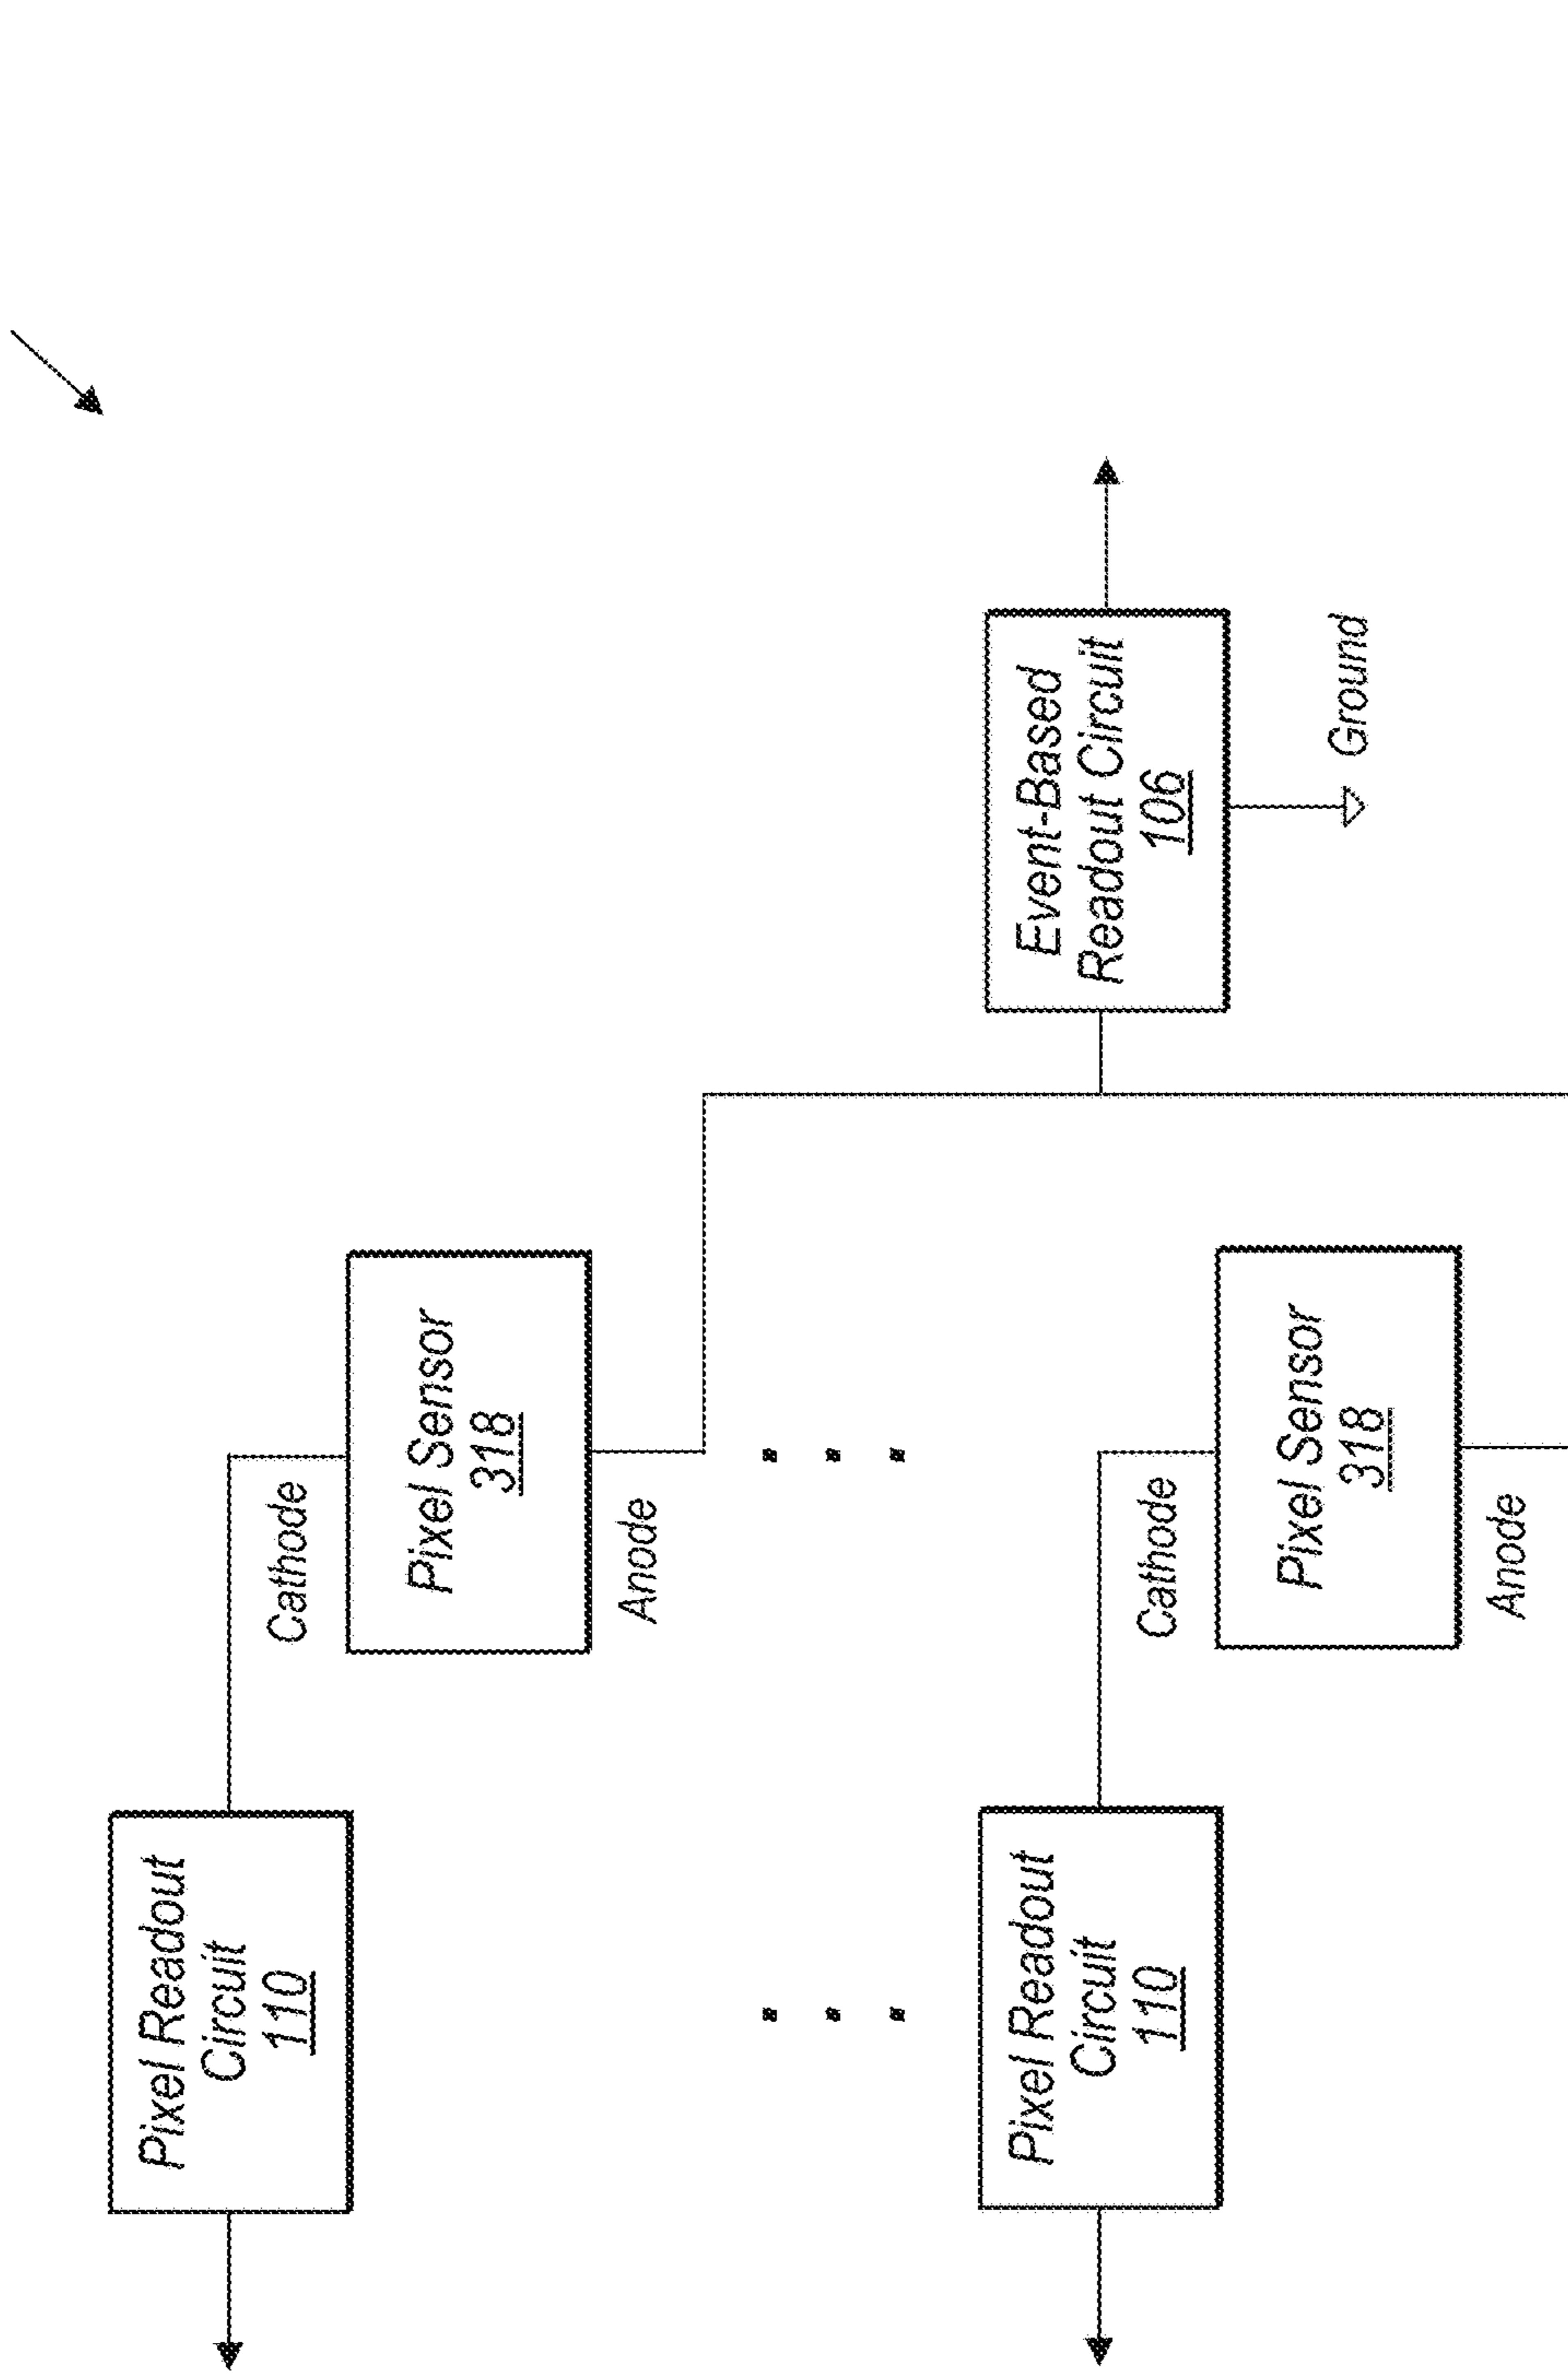 Pixel Readout
Circuit
110
Cathode
Pixel Sensor
318
Anode
Event-Based
Readout Circuit
106
Ground
Pixel Readout
Circuit
110
Cathode
Pixel Sensor
318
Anode